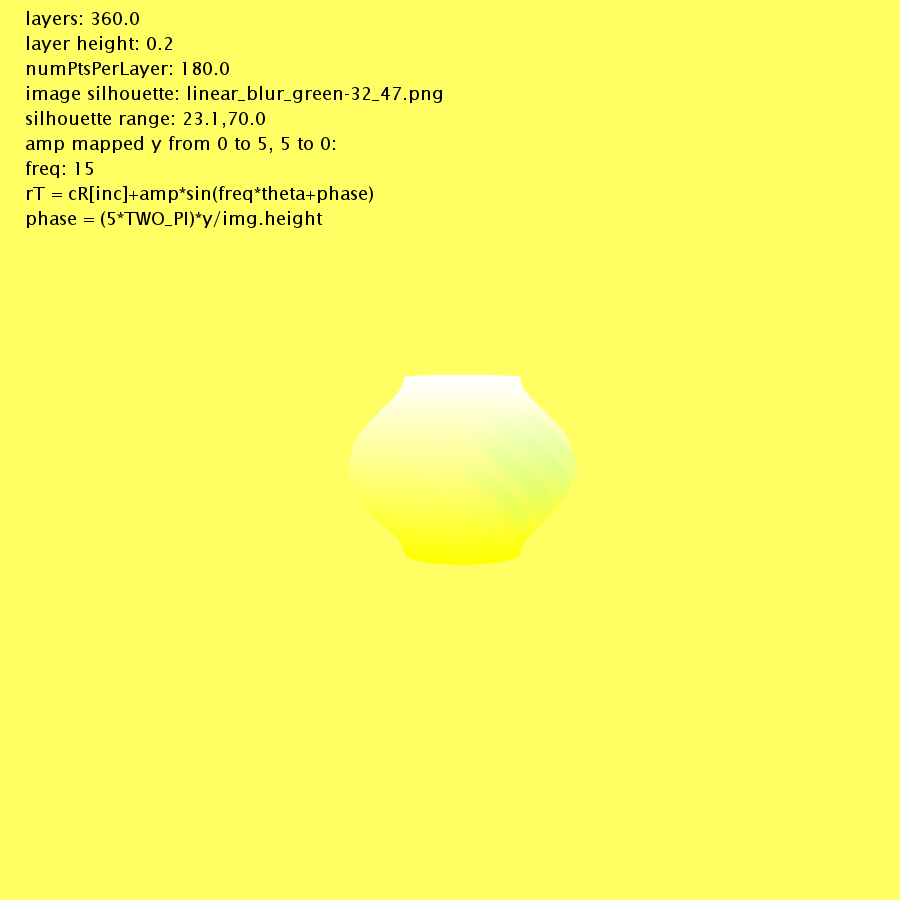 layers: 360.0
layer height: 0.2
numPtsPerLayer: 180.0
image silhouette: linear_blur_green-32_47.png
silhouette range: 23.1,70.0
amp mapped y from 0 to 5, 5 to 0:
freq: 15
rT = cR[inc]+amp*sin(freq*theta+phase)
phase = (5*TWO_PI)*y/img.height